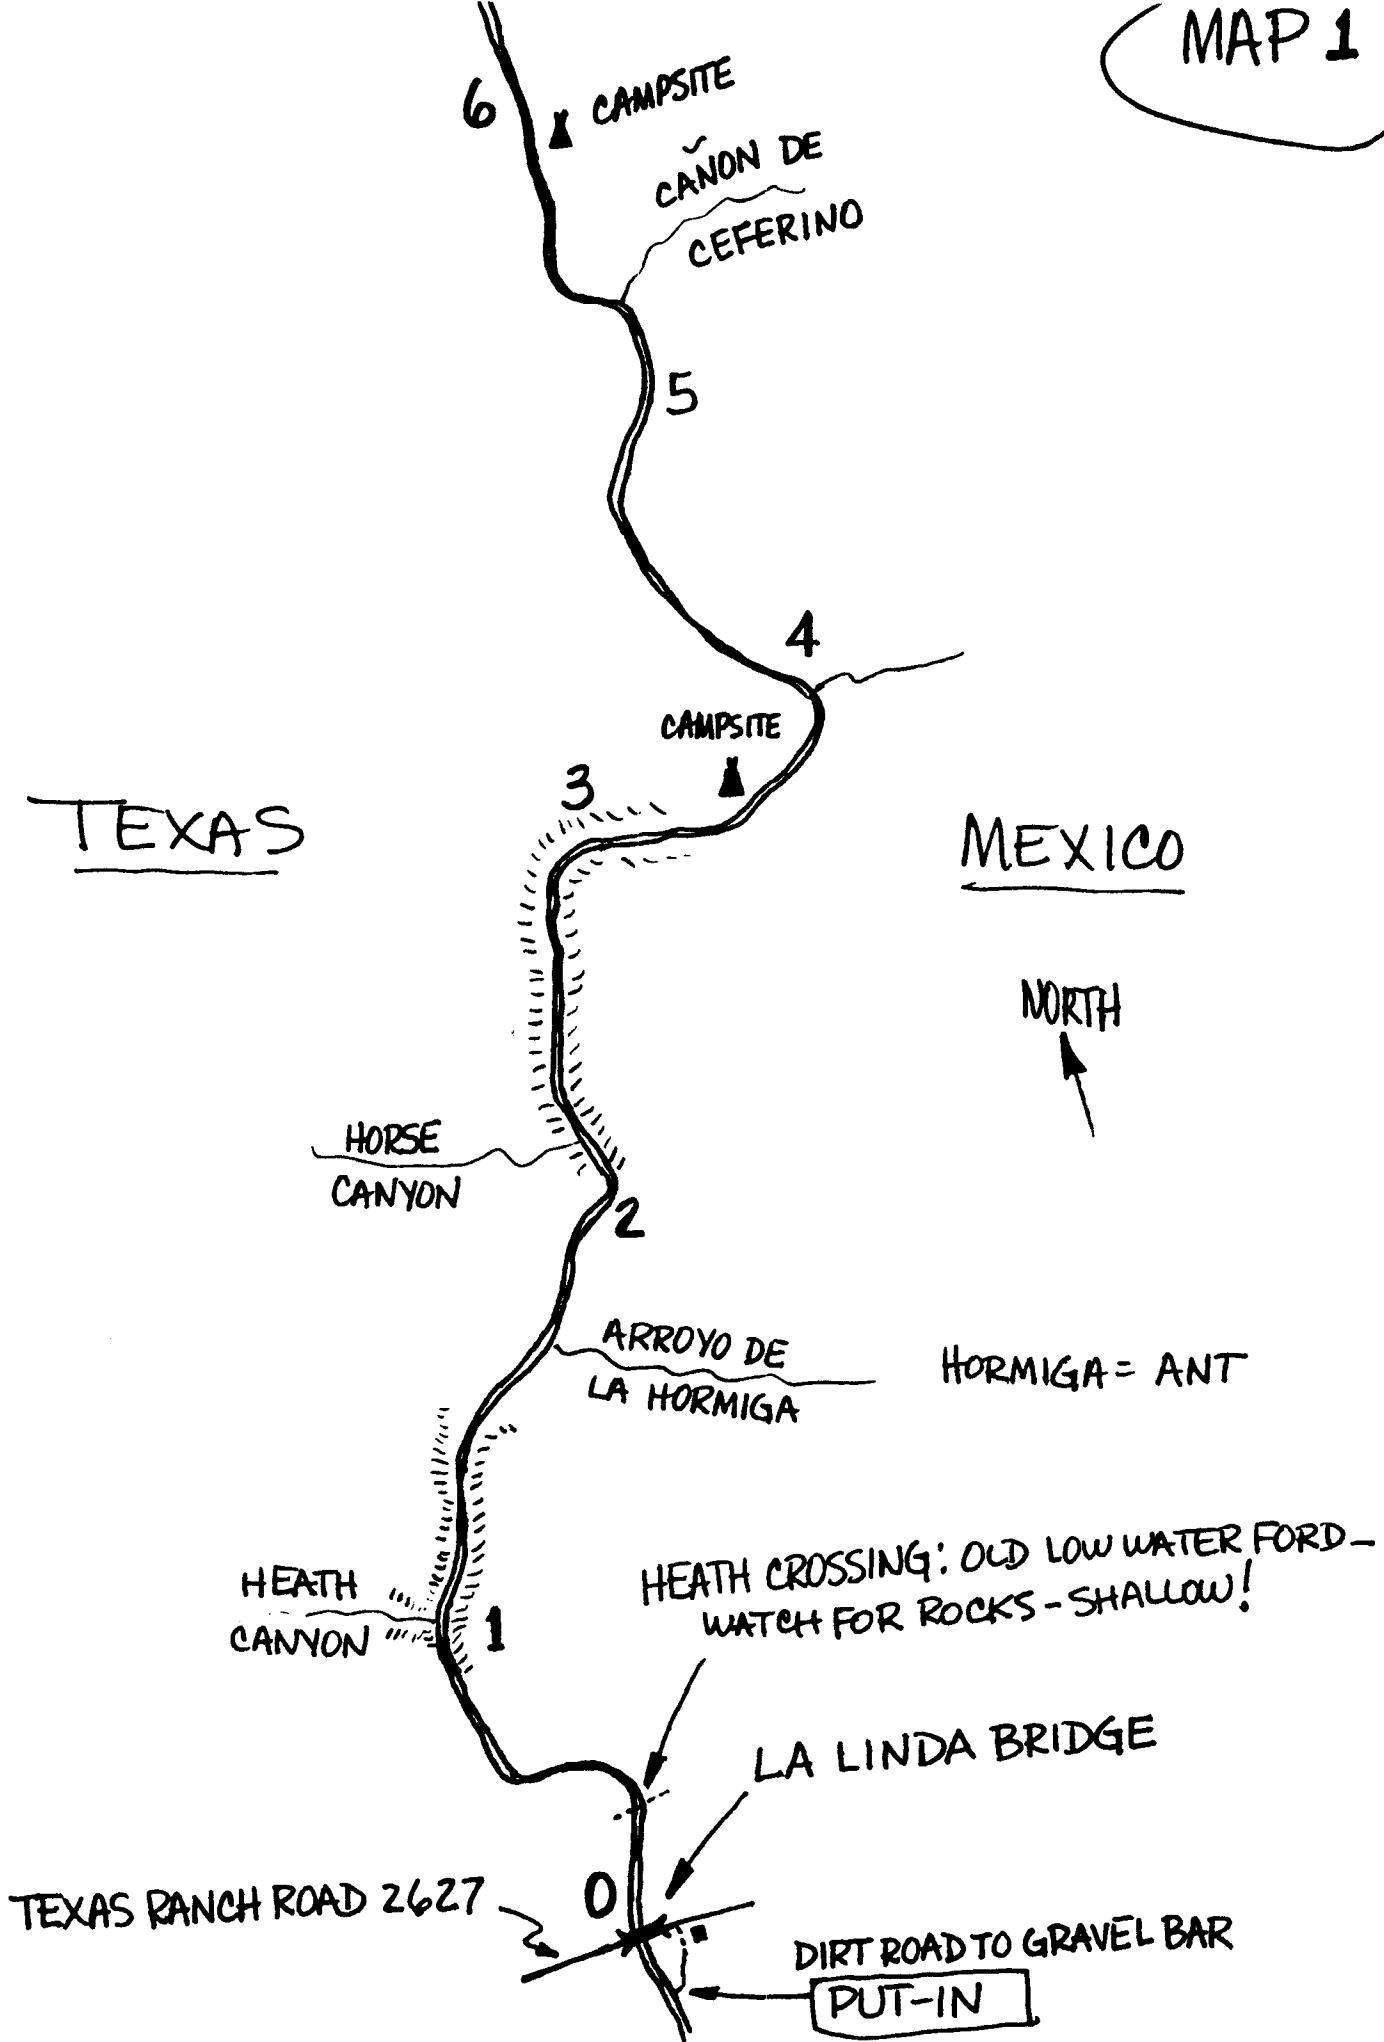 MAP 1
6
CAMPSITE
CAÑON DE
CEFERINO
5
4
CAMPSITE
3
TEXAS
MEXICO
NORTH
HORSE
CANYON
2
ARROYO DE
LA HORMIGA
HORMIGA = ANT
HEATH CROSSING: OLD LOW WATER FORD-
WATCH FOR ROCKS - SHALLOW!
HEATH
CANYON
1
LA LINDA BRIDGE
0
TEXAS RANCH ROAD 2627
DIRT ROAD TO GRAVEL BAR
PUT-IN